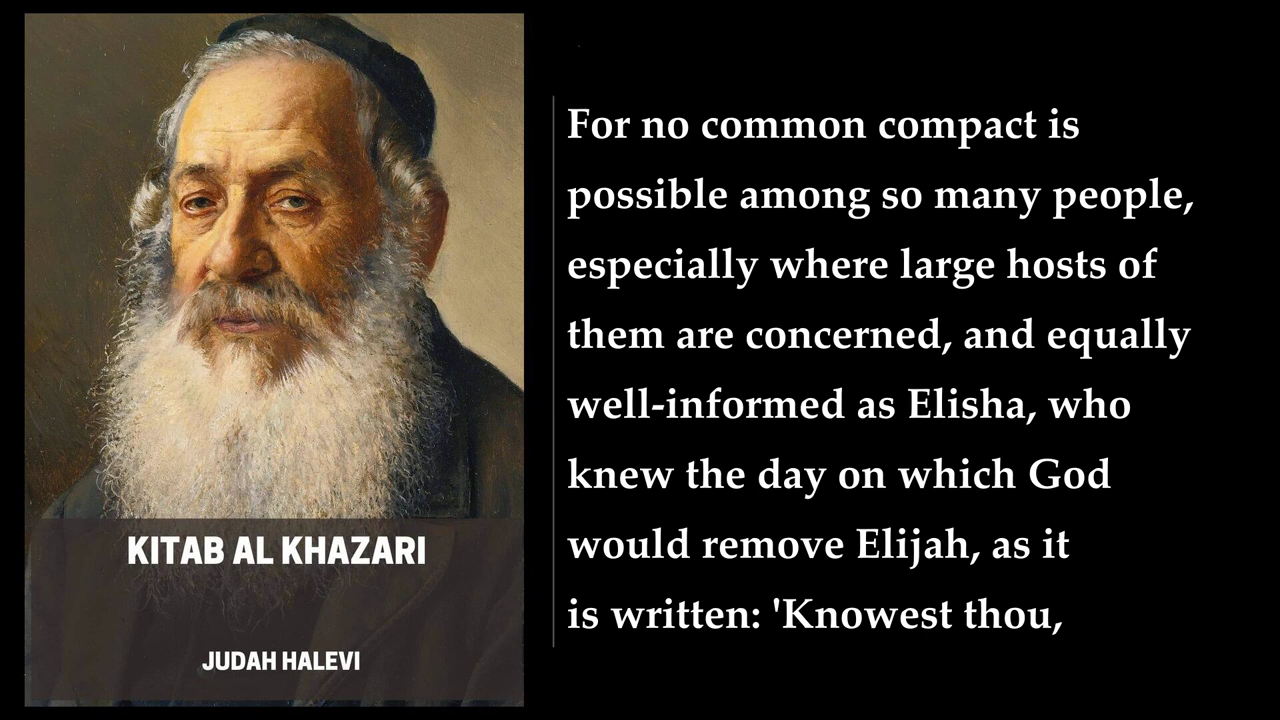 KITAB AL KHAZARI
JUDAH HALEVI
For no common compact is
possible among so many people,
especially where large hosts of
them are concerned, and equally
well-informed as Elisha, who
knew the day on which God
would remove Elijah, as it
is written: 'Knowest thou,